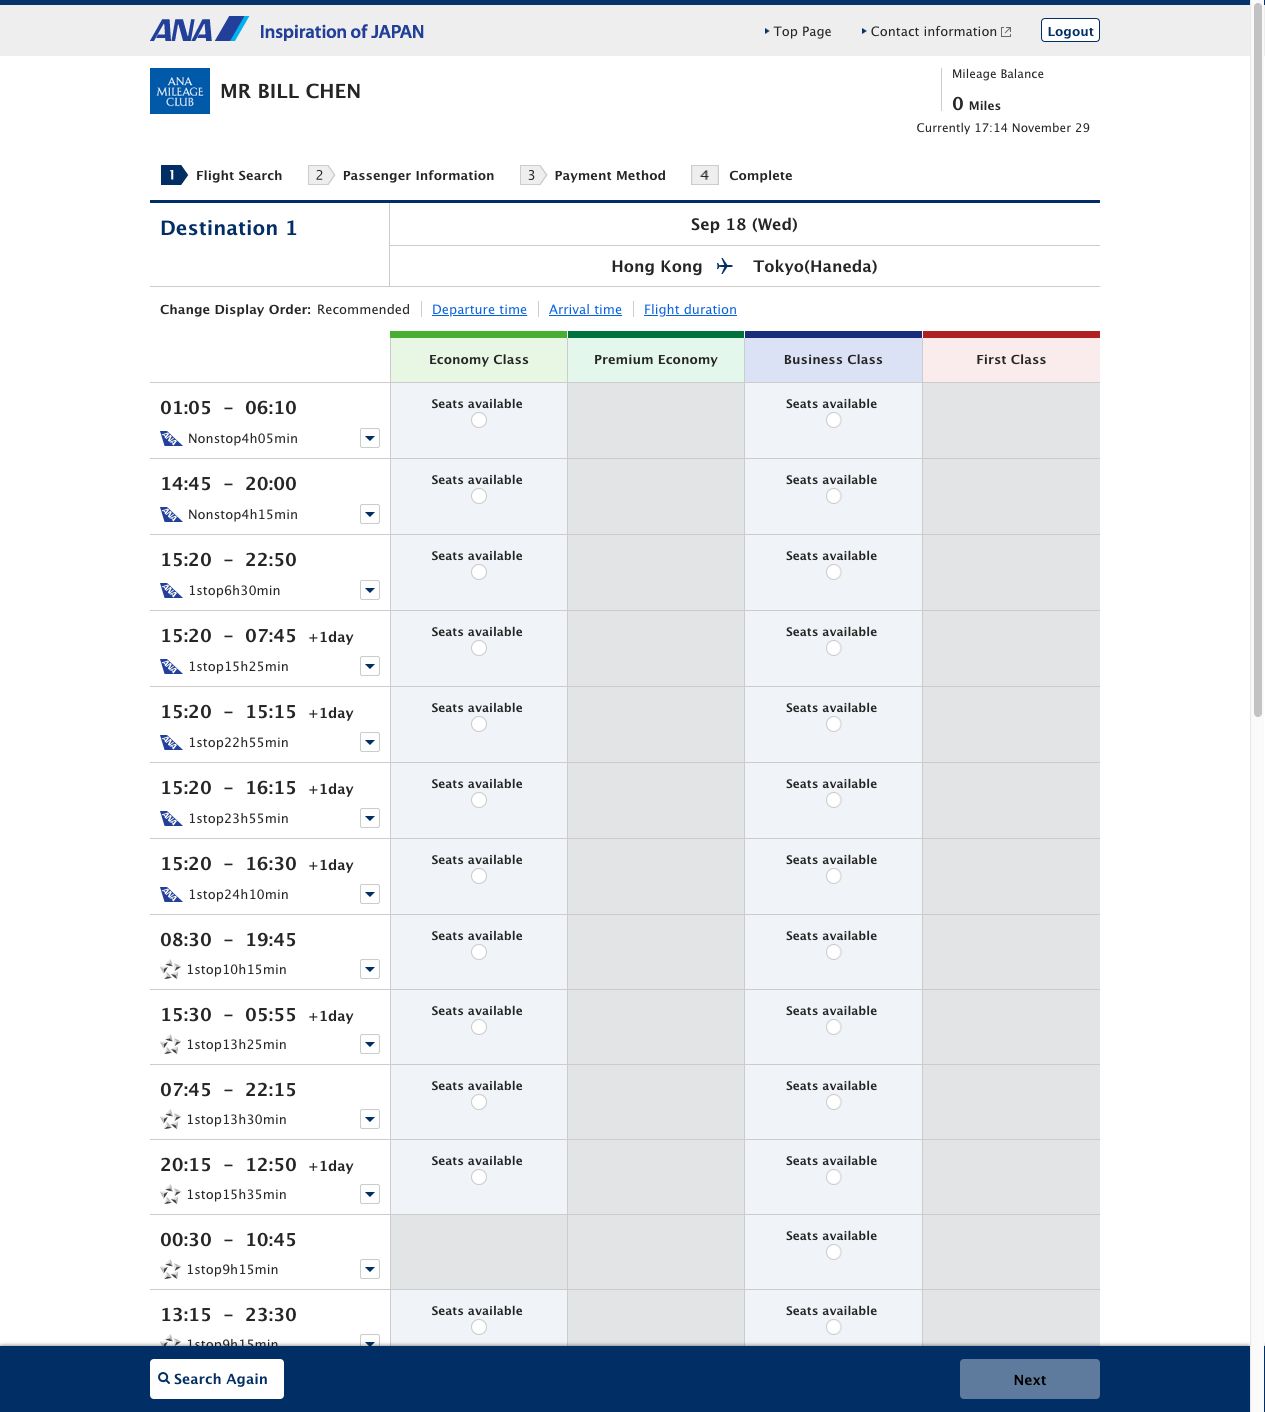 ANA Inspiration of JAPAN
Top Page
Contact information
Logout
ANA
MILEAGE
CLUB
MR BILL CHEN
Mileage Balance
0 Miles
Currently 17:14 November 29
1 Flight Search
2 Passenger Information
3 Payment Method
4 Complete
Destination 1
Sep 18 (Wed)
Hong Kong Tokyo(Haneda)
Change Display Order: Recommended Departure time Arrival time Flight duration
Economy Class Premium Economy Business Class First Class
01:05 - 06:10
Seats available Seats available
ANA Nonstop4h05min
14:45 - 20:00
Seats available Seats available
ANA Nonstop4h15min
15:20 - 22:50
Seats available Seats available
ANA 1stop6h30min
15:20 - 07:45 +1day
Seats available Seats available
ANA 1stop15h25min
15:20 - 15:15 +1day
Seats available Seats available
ANA 1stop22h55min
15:20 - 16:15 +1day
Seats available Seats available
ANA 1stop23h55min
15:20 - 16:30 +1day
Seats available Seats available
ANA 1stop24h10min
08:30 - 19:45
Seats available Seats available
1stop10h15min
15:30 - 05:55 +1day
Seats available Seats available
1stop13h25min
07:45 - 22:15
Seats available Seats available
1stop13h30min
20:15 - 12:50 +1day
Seats available Seats available
1stop15h35min
00:30 - 10:45
Seats available
1stop9h15min
13:15 - 23:30
Seats available Seats available
1stop9h15min
Search Again
Next